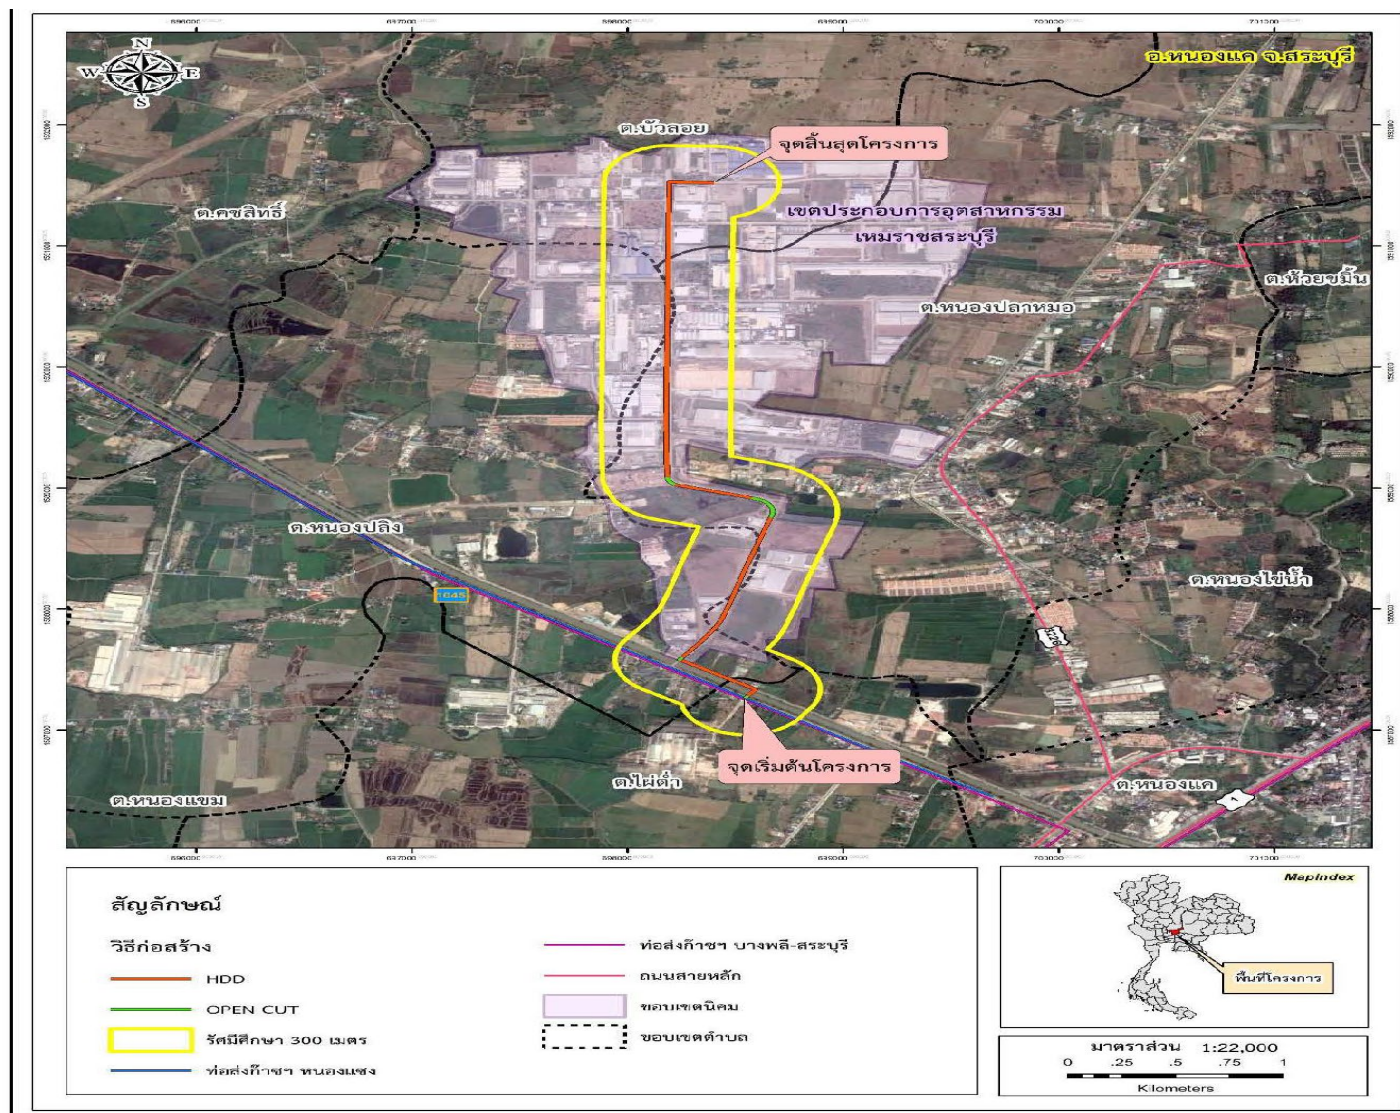 696000
697000
698000
699000
700000
701000
N
W
E
S
อ.หนองแค จ.สระบุรี
ต.บัวลอย
จุดสิ้นสุดโครงการ
ต.คชสิทธิ์
เขตประกอบการอุตสาหกรรม
เหมราชสระบุรี
ต.ห้วยขมิ้น
ต.หนองปลาหมอ
ต.หนองปลิง
ต.หนองไข่น้ำ
1645
จุดเริ่มต้นโครงการ
ต.ไผ่ต่ำ
ต.หนองแค
ต.หนองแขม
1
696000
697000
698000
699000
สัญลักษณ์
วิธีก่อสร้าง
HDD
OPEN CUT
รัศมีศึกษา 300 เมตร
ท่อส่งก๊าซฯ หนองแซง
ท่อส่งก๊าซฯ บางพลี-สระบุรี
ถนนสายหลัก
ขอบเขตนิคม
ขอบเขตตำบล
MapIndex
พื้นที่โครงการ
มาตราส่วน 1:22,000
0 .25 .5 .75 1
Kilometers